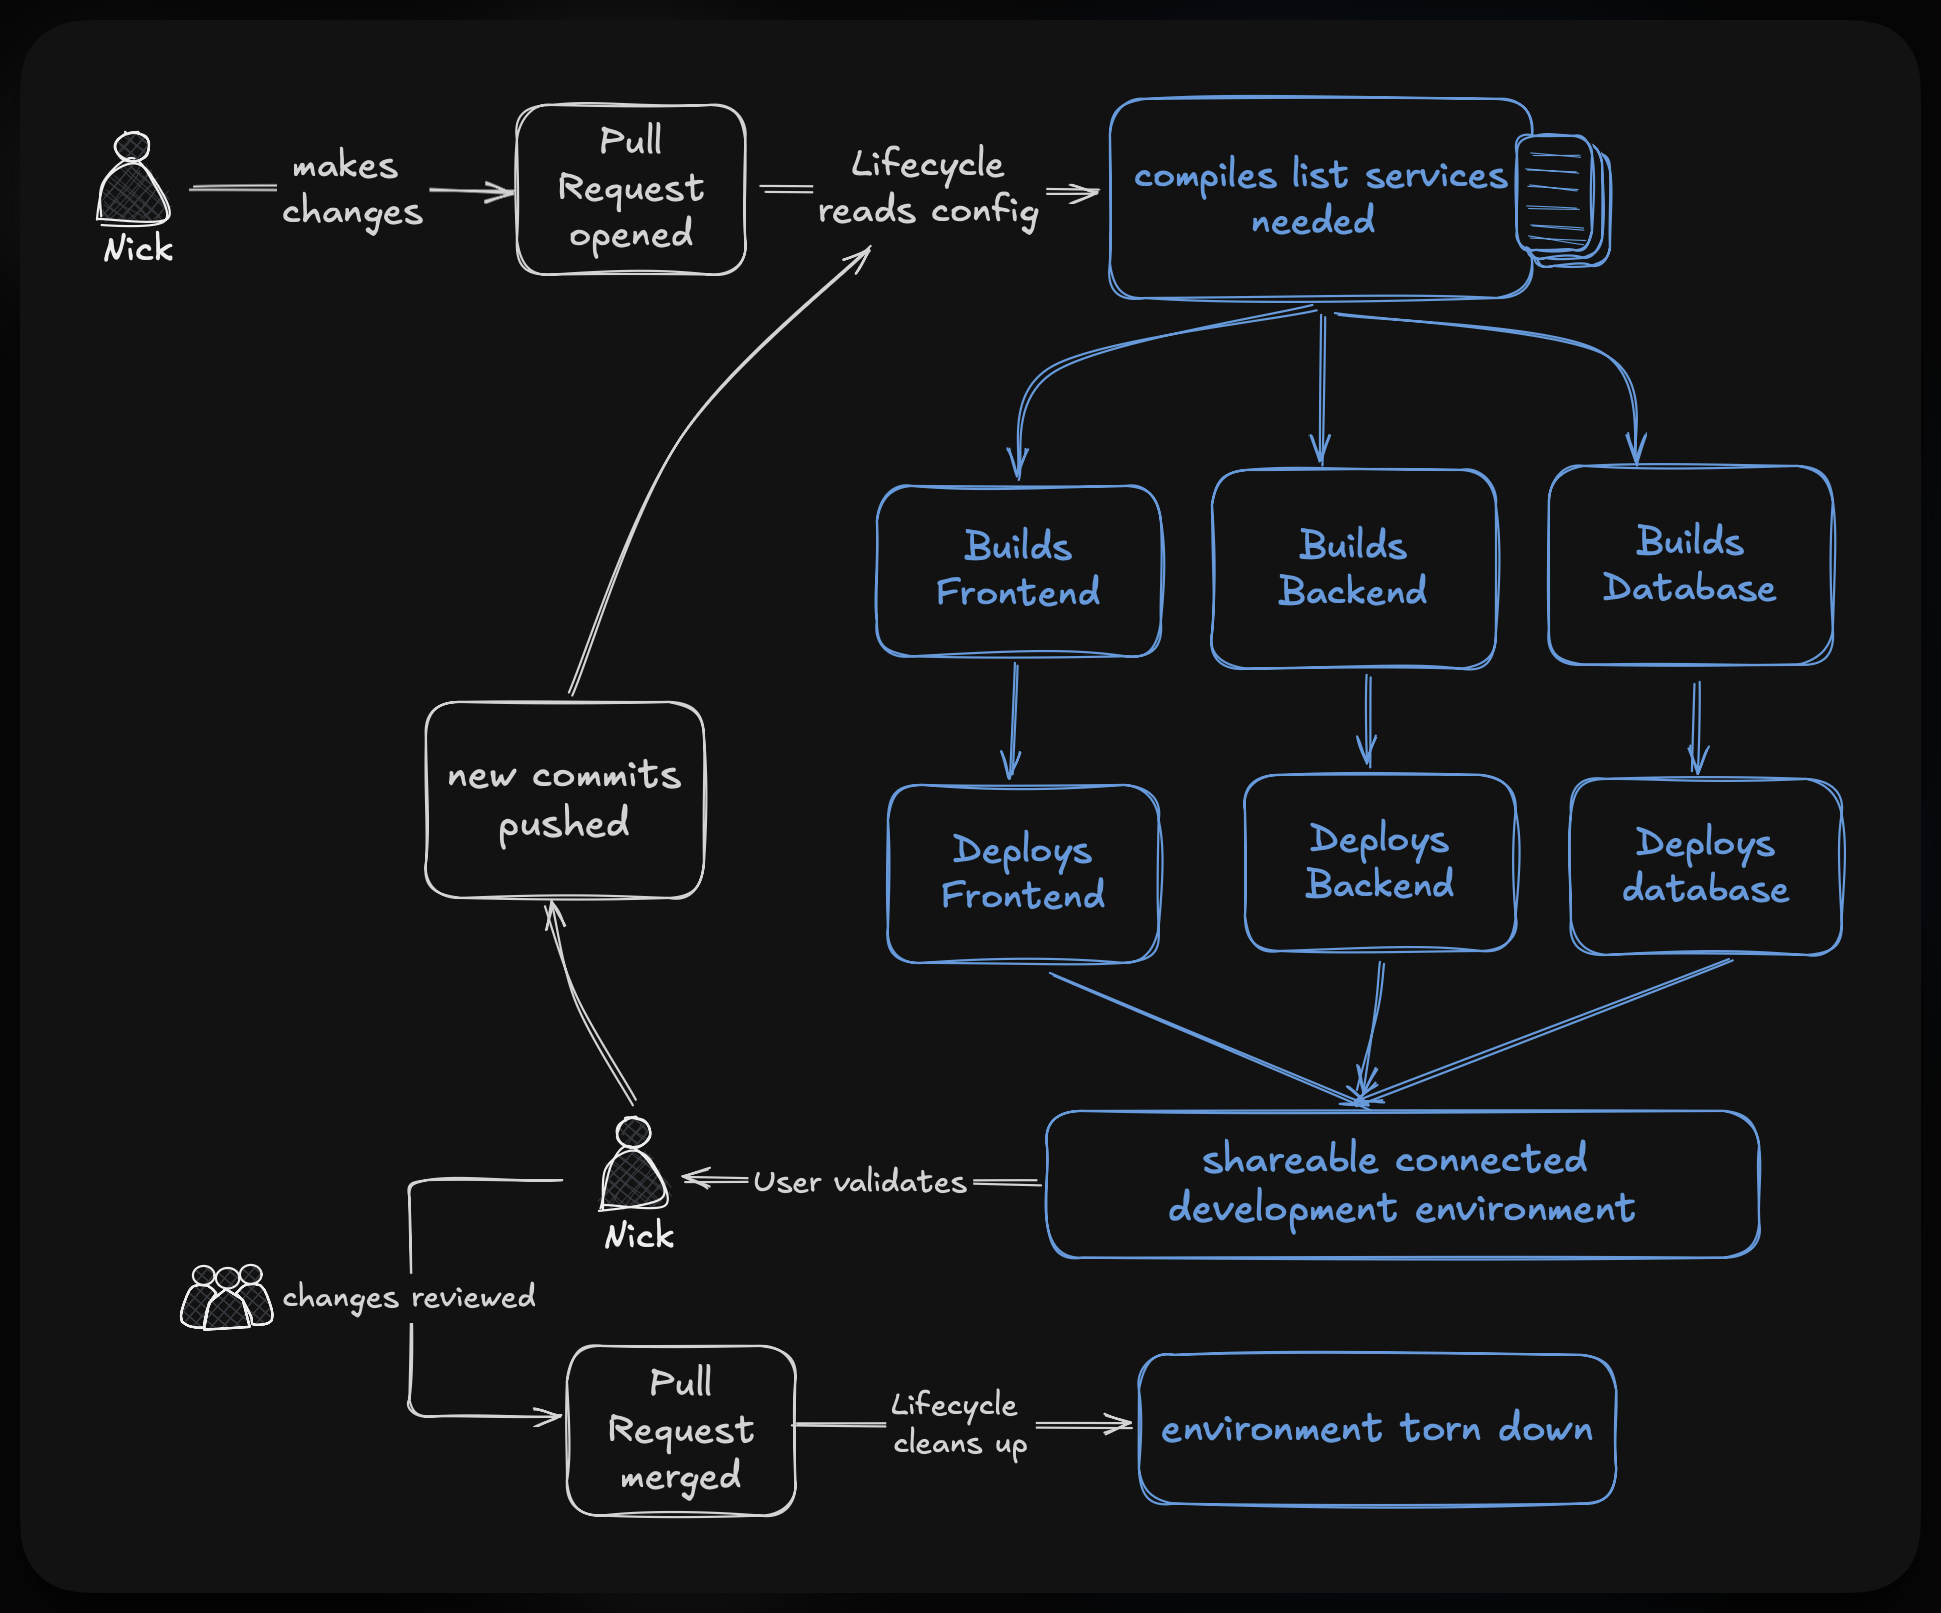 Nick
makes
changes
Pull
Request
opened
Lifecycle
reads config
compiles list services
needed
Builds
Frontend
Builds
Backend
Builds
Database
new commits
pushed
Deploys
Frontend
Deploys
Backend
Deploys
database
shareable connected
development environment
User validates
Nick
changes reviewed
Pull
Request
merged
Lifecycle
cleans up
environment torn down